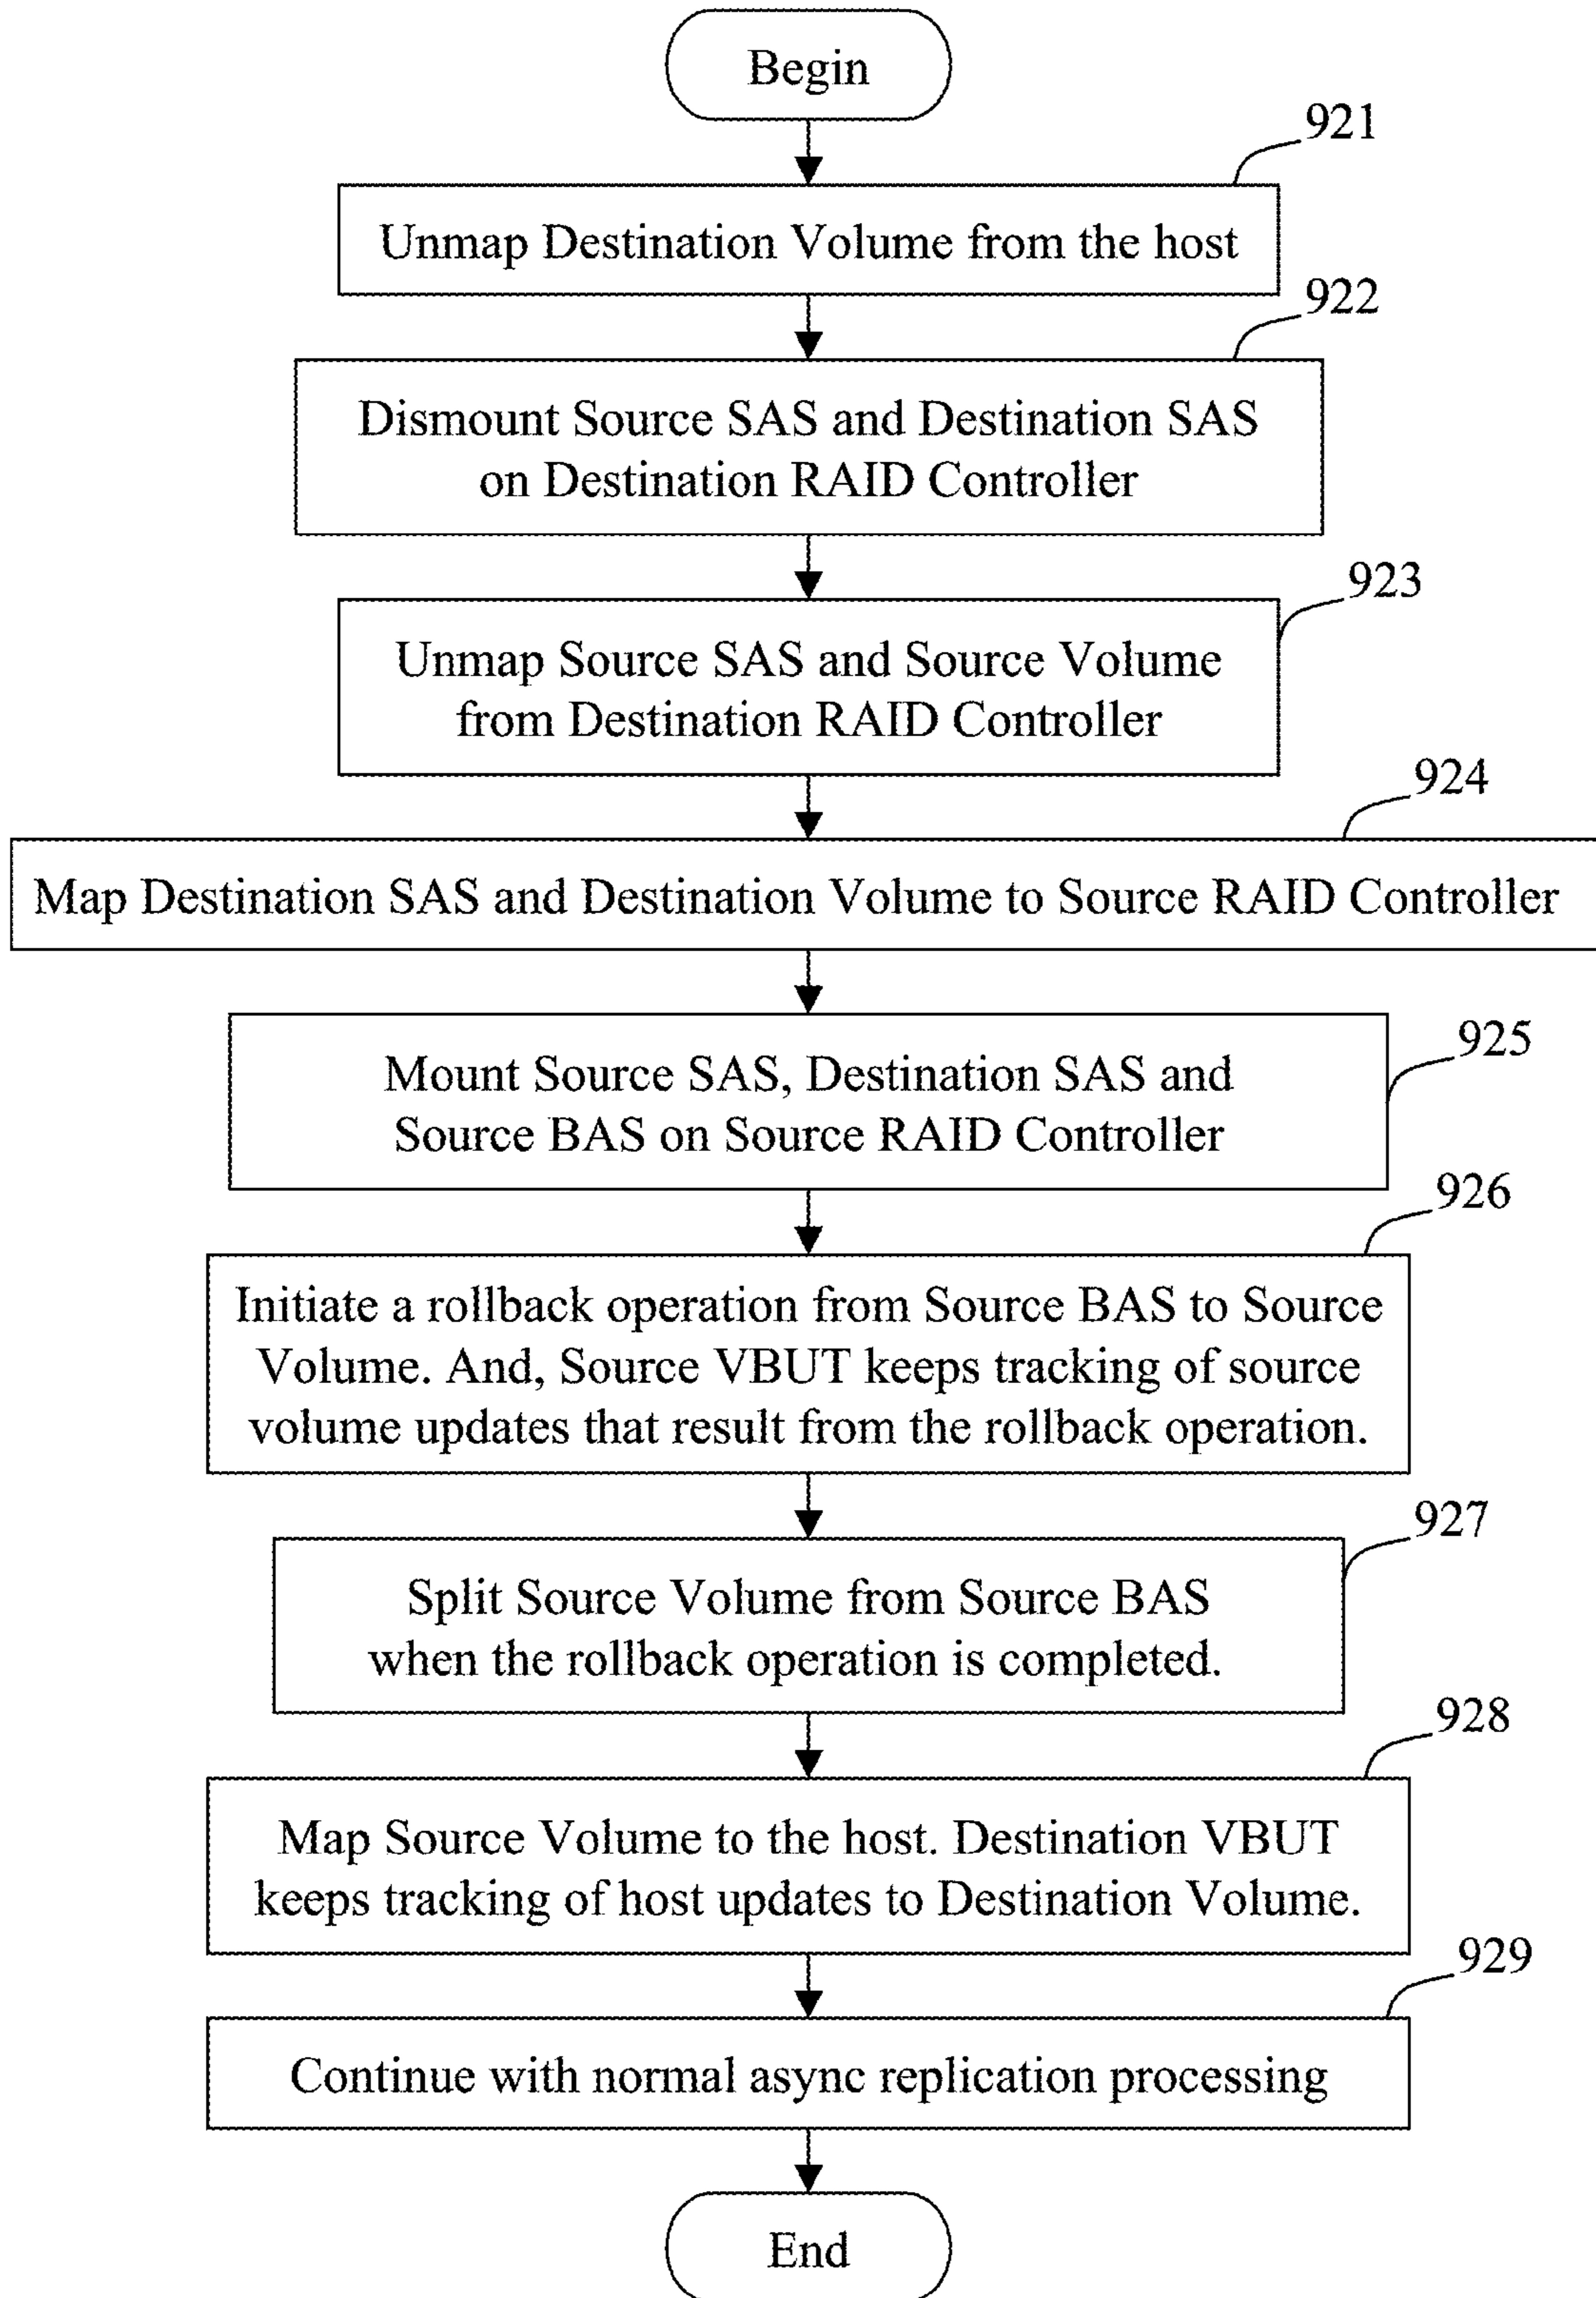 Begin
921
Unmap Destination Volume from the host
922
Dismount Source SAS and Destination SAS
on Destination RAID Controller
923
Unmap Source SAS and Source Volume
from Destination RAID Controller
924
Map Destination SAS and Destination Volume to Source RAID Controller
925
Mount Source SAS, Destination SAS and
Source BAS on Source RAID Controller
926
Initiate a rollback operation from Source BAS to Source
Volume. And, Source VBUT keeps tracking of source
volume updates that result from the rollback operation.
927
Split Source Volume from Source BAS
when the rollback operation is completed.
928
Map Source Volume to the host. Destination VBUT
keeps tracking of host updates to Destination Volume.
929
Continue with normal async replication processing
End